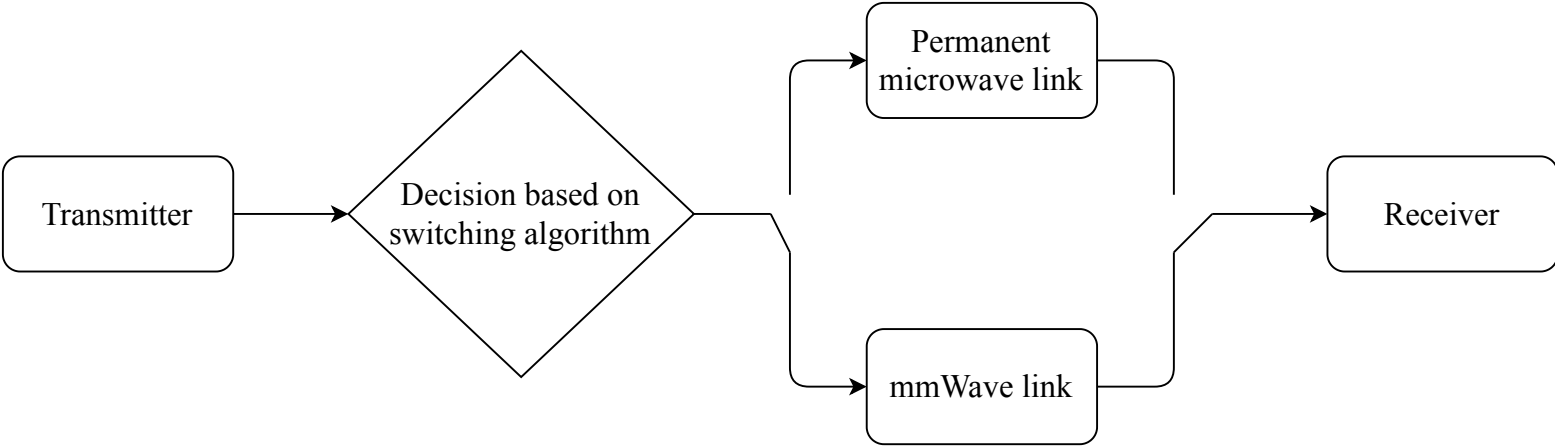 Transmitter
Decision based on
switching algorithm
Permanent
microwave link
mmWave link
Receiver